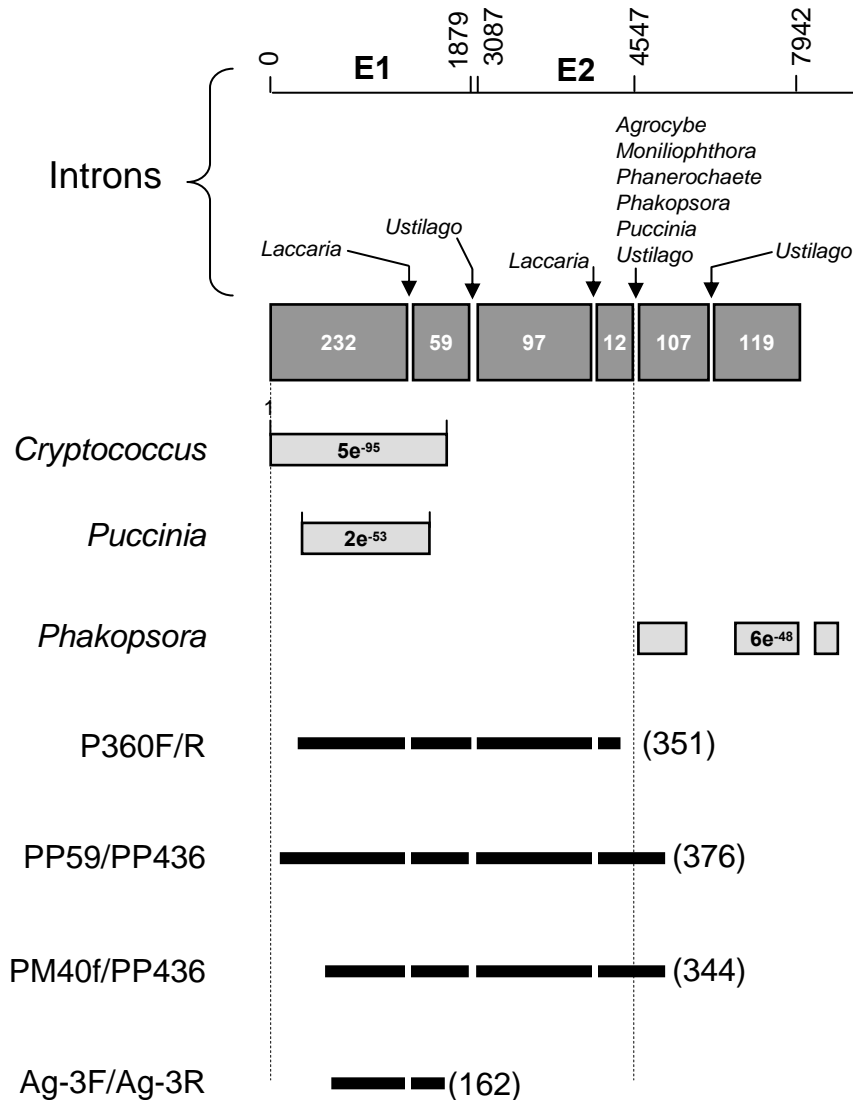 0
1879
3087
4547
7942
E1
E2
Introns
Agrocybe
Moniliophthora
Phanerochaete
Phakopsora
Puccinia
Ustilago
Laccaria
Ustilago
Laccaria
Ustilago
232
59
97
12
107
119
1
Cryptococcus
5e⁻⁹⁵
Puccinia
2e⁻⁵³
Phakopsora
6e⁻⁴⁸
P360F/R
(351)
PP59/PP436
(376)
PM40f/PP436
(344)
Ag-3F/Ag-3R
(162)